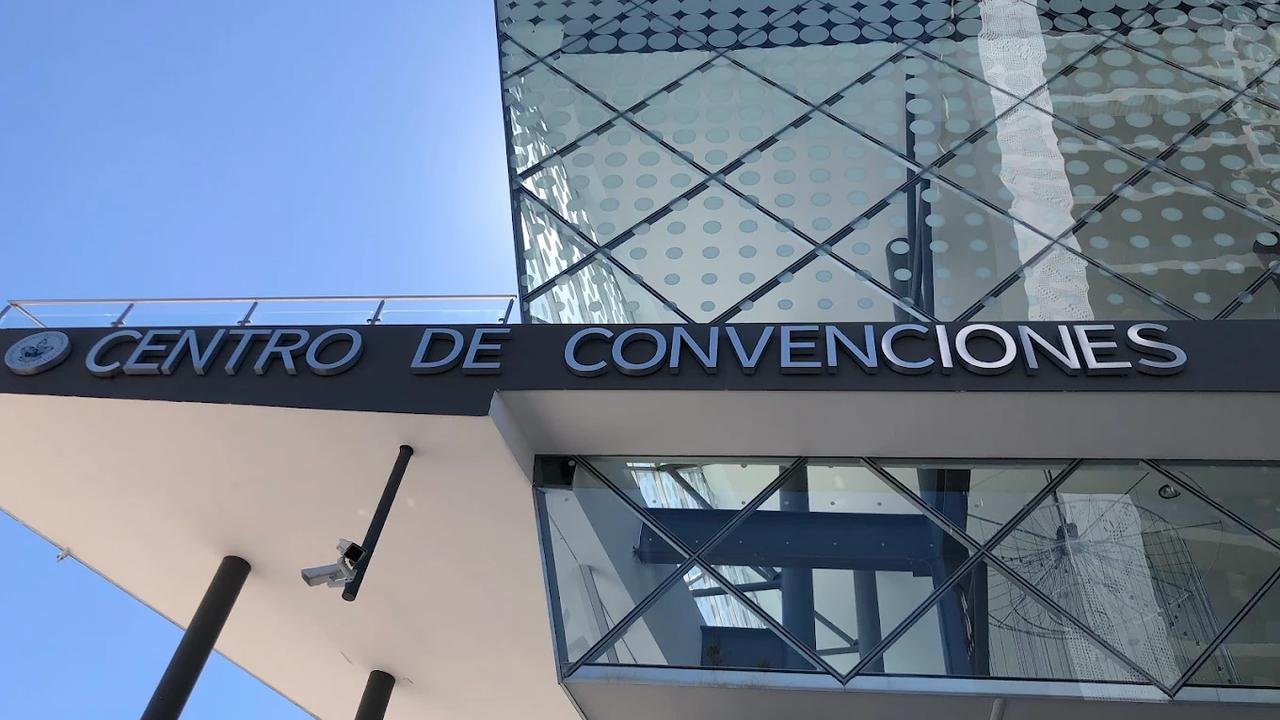 CENTRO DE CONVENCIONES